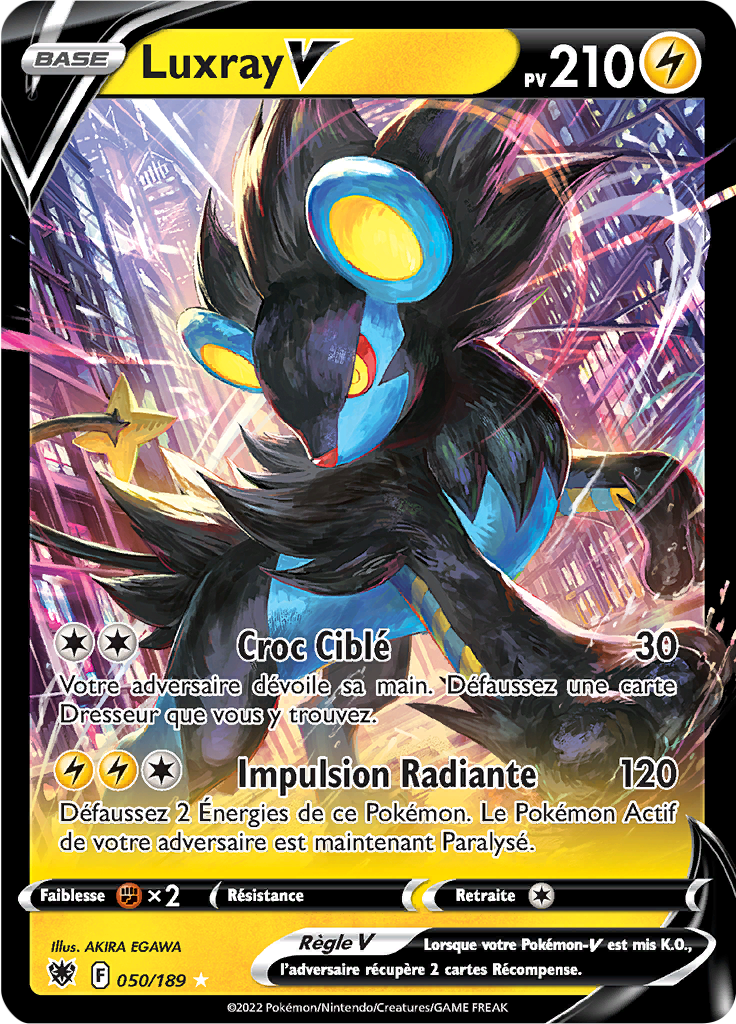 BASE
Luxray V
PV 210
Croc Ciblé 30
Votre adversaire dévoile sa main. Défaussez une carte
Dresseur que vous y trouvez.
Impulsion Radiante 120
Défaussez 2 Énergies de ce Pokémon. Le Pokémon Actif
de votre adversaire est maintenant Paralysé.
Faiblesse ×2 Résistance Retraite
Illus. AKIRA EGAWA
Règle V Lorsque votre Pokémon-V est mis K.O.,
l'adversaire récupère 2 cartes Récompense.
F 050/189
©2022 Pokémon/Nintendo/Creatures/GAME FREAK